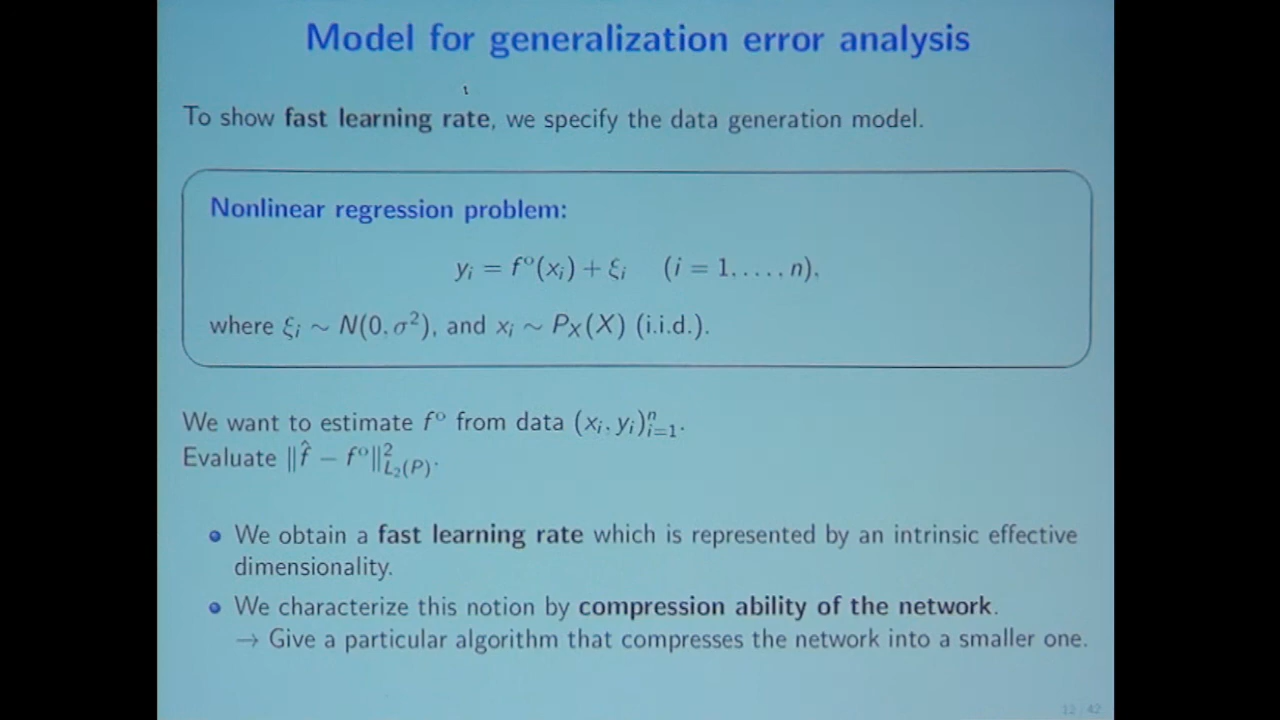 Model for generalization error analysis
To show fast learning rate, we specify the data generation model.
Nonlinear regression problem:
yᵢ = f°(xᵢ) + ξᵢ (i = 1, . . . , n),
where ξᵢ ∼ N(0, σ²), and xᵢ ∼ P_X(X) (i.i.d.).
We want to estimate f° from data (xᵢ, yᵢ)ⁿᵢ₌₁.
Evaluate ‖f̂ − f°‖²_{L₂(P)}.
• We obtain a fast learning rate which is represented by an intrinsic effective
dimensionality.
• We characterize this notion by compression ability of the network.
→ Give a particular algorithm that compresses the network into a smaller one.
12 / 42